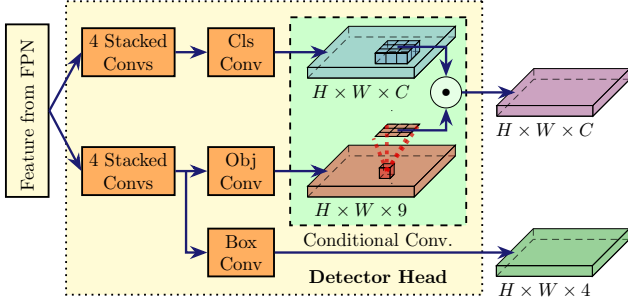 Feature from FPN
4 Stacked
Convs
Cls
Conv
H × W × C
H × W × C
4 Stacked
Convs
Obj
Conv
H × W × 9
Box
Conv
Conditional Conv.
Detector Head
H × W × 4